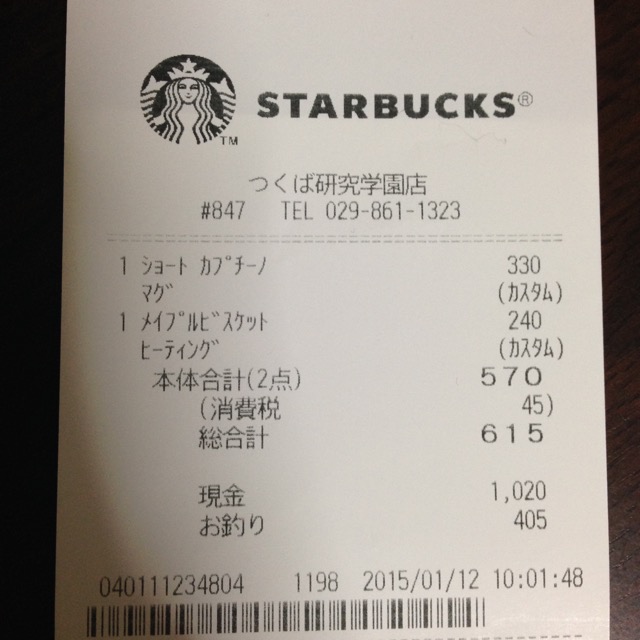 STARBUCKS®
TM
つくば研究学園店
#847 TEL 029-861-1323
1 ｼｮｰﾄ ｶﾌﾟﾁｰﾉ 330
ﾏｸﾞ (ｶｽﾀﾑ)
1 ﾒｲﾌﾟﾙﾋﾞｽｹｯﾄ 240
ﾋｰﾃｨﾝｸﾞ (ｶｽﾀﾑ)
本体合計(2点) 570
(消費税 45)
総合計 615
現金 1,020
お釣り 405
040111234804 1198 2015/01/12 10:01:48